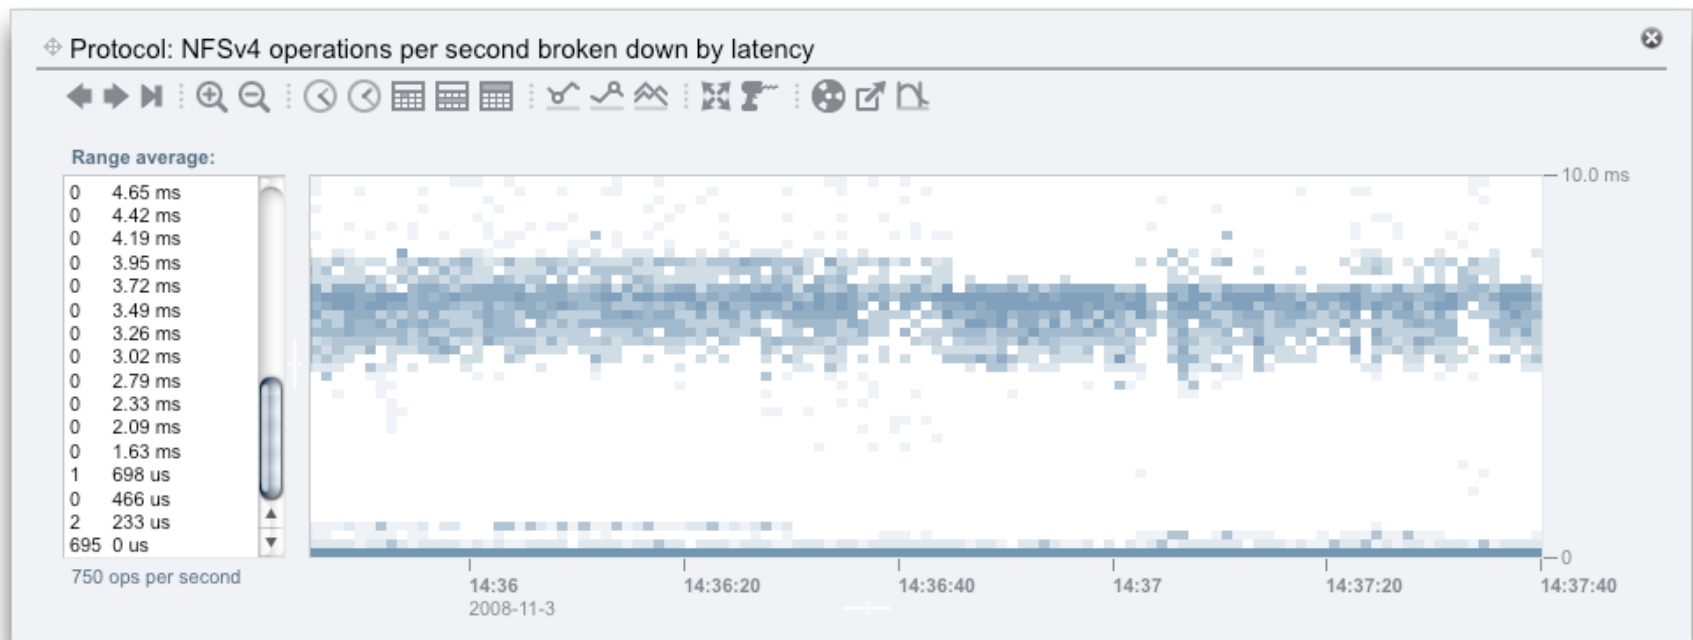 Protocol: NFSv4 operations per second broken down by latency
Range average:
0 4.65 ms
0 4.42 ms
0 4.19 ms
0 3.95 ms
0 3.72 ms
0 3.49 ms
0 3.26 ms
0 3.02 ms
0 2.79 ms
0 2.33 ms
0 2.09 ms
0 1.63 ms
1 698 us
0 466 us
2 233 us
695 0 us
750 ops per second
10.0 ms
0
14:36 14:36:20 14:36:40 14:37 14:37:20 14:37:40
2008-11-3